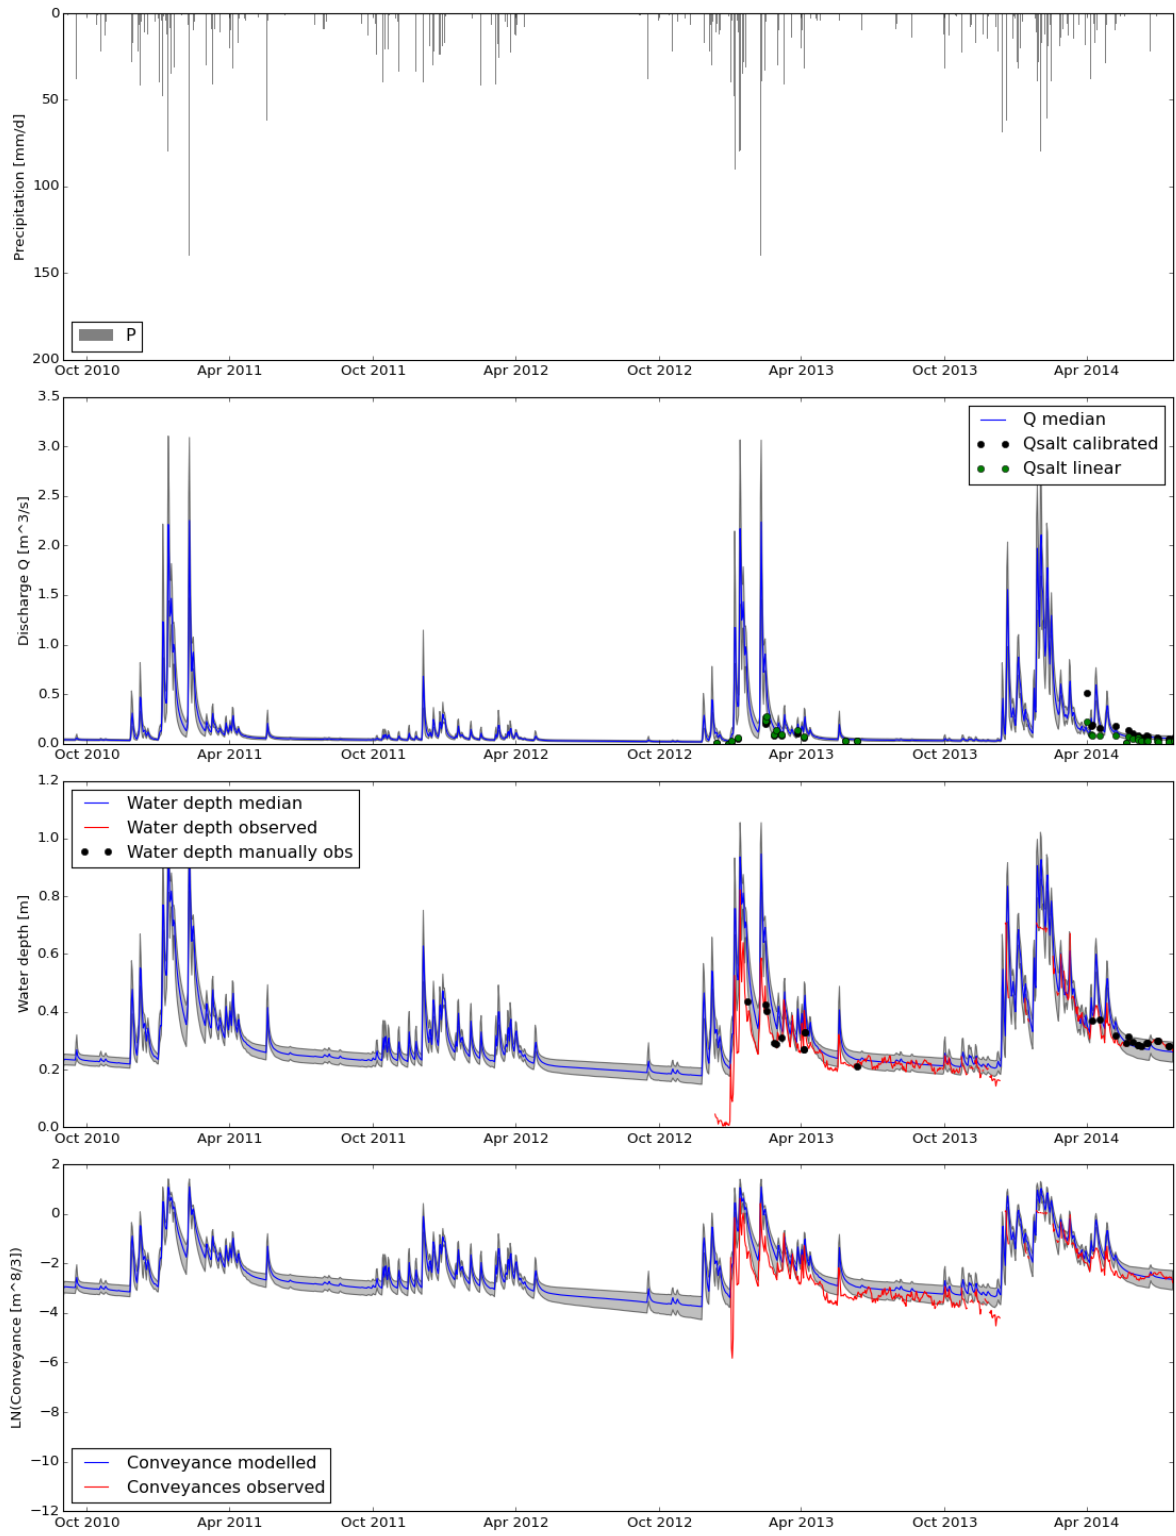 0
50
100
150
200
Precipitation [mm/d]
P
Oct 2010 Apr 2011 Oct 2011 Apr 2012 Oct 2012 Apr 2013 Oct 2013 Apr 2014
3.5
3.0
2.5
2.0
1.5
1.0
0.5
0.0
Discharge Q [m^3/s]
Q median
Qsalt calibrated
Qsalt linear
Oct 2010 Apr 2011 Oct 2011 Apr 2012 Oct 2012 Apr 2013 Oct 2013 Apr 2014
1.2
1.0
0.8
0.6
0.4
0.2
0.0
Water depth [m]
Water depth median
Water depth observed
Water depth manually obs
Oct 2010 Apr 2011 Oct 2011 Apr 2012 Oct 2012 Apr 2013 Oct 2013 Apr 2014
2
0
−2
−4
−6
−8
−10
−12
LN(Conveyance [m^8/3])
Conveyance modelled
Conveyances observed
Oct 2010 Apr 2011 Oct 2011 Apr 2012 Oct 2012 Apr 2013 Oct 2013 Apr 2014